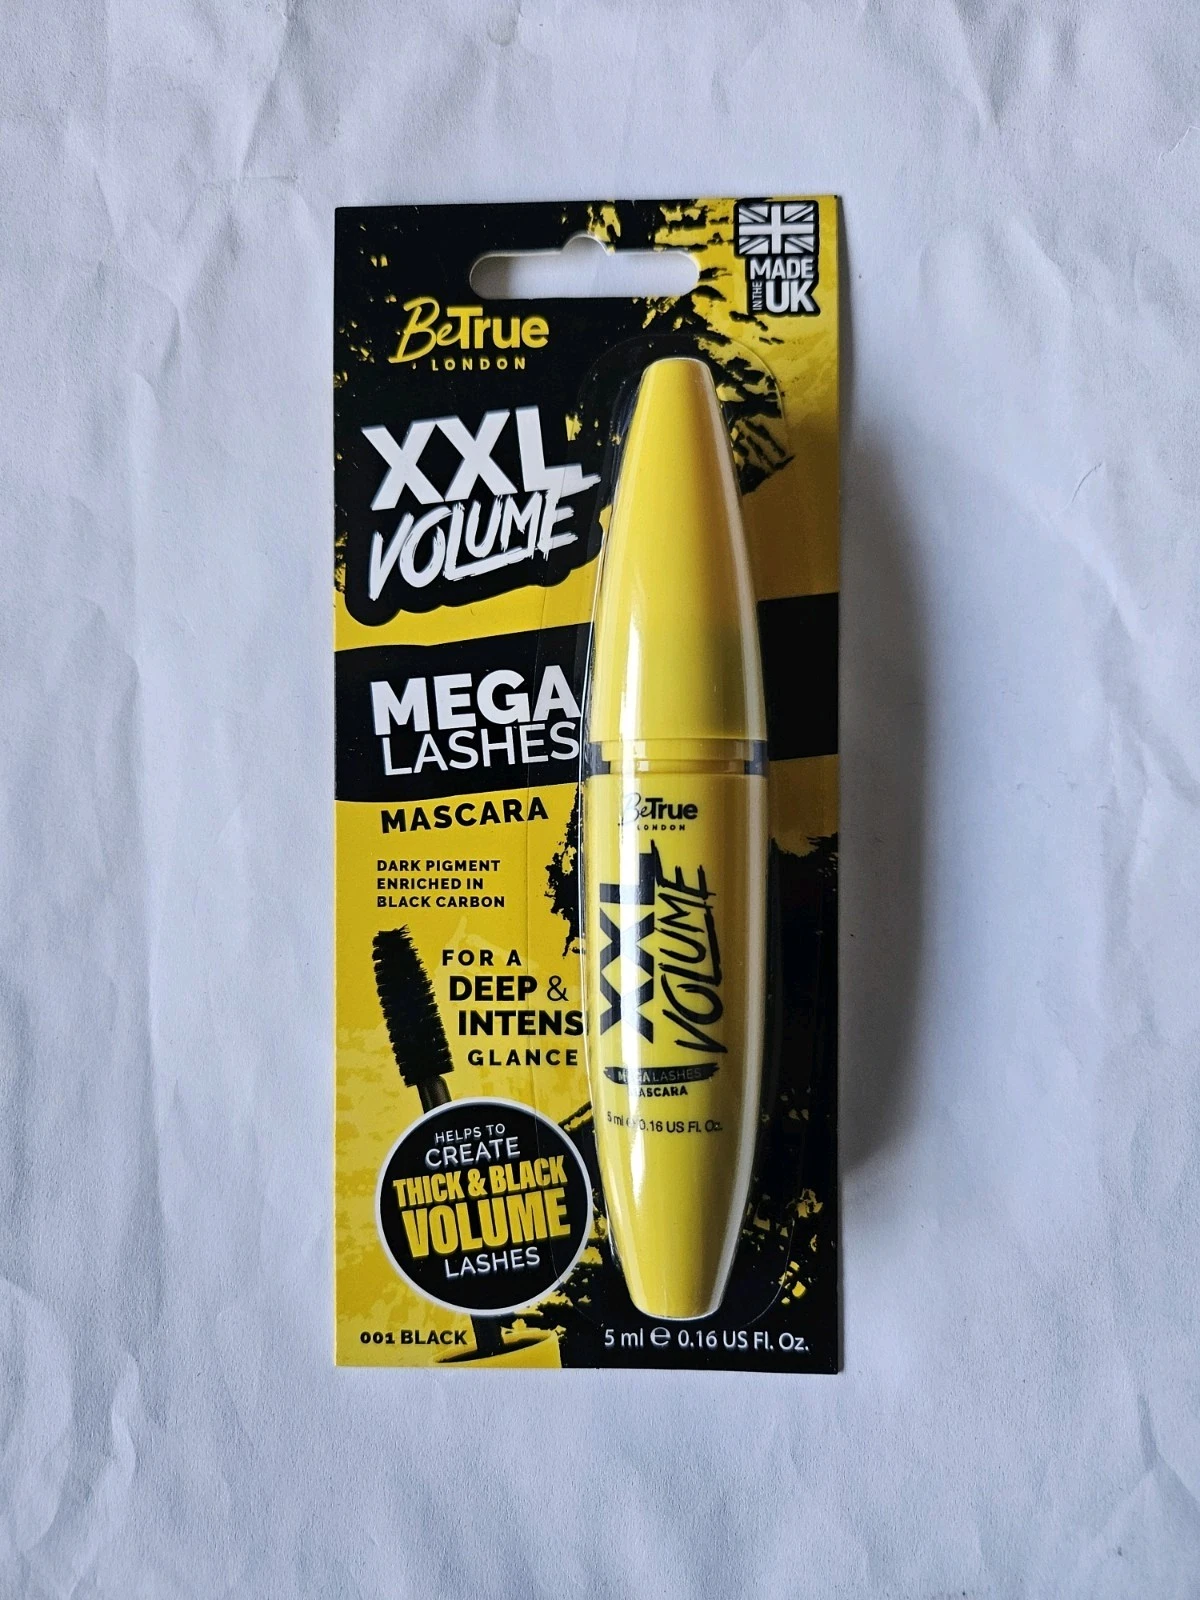 MADE
IN THE
UK
BeTrue
LONDON
XXL
VOLUME
MEGA
LASHES
MASCARA
DARK PIGMENT
ENRICHED IN
BLACK CARBON
FOR A
DEEP &
INTENS
GLANCE
HELPS TO
CREATE
THICK & BLACK
VOLUME
LASHES
001 BLACK
5 ml ℮ 0.16 US Fl. Oz.
BeTrue
LONDON
XXL
VOLUME
MEGA LASHES
MASCARA
5 ml ℮ 0.16 US Fl. Oz.